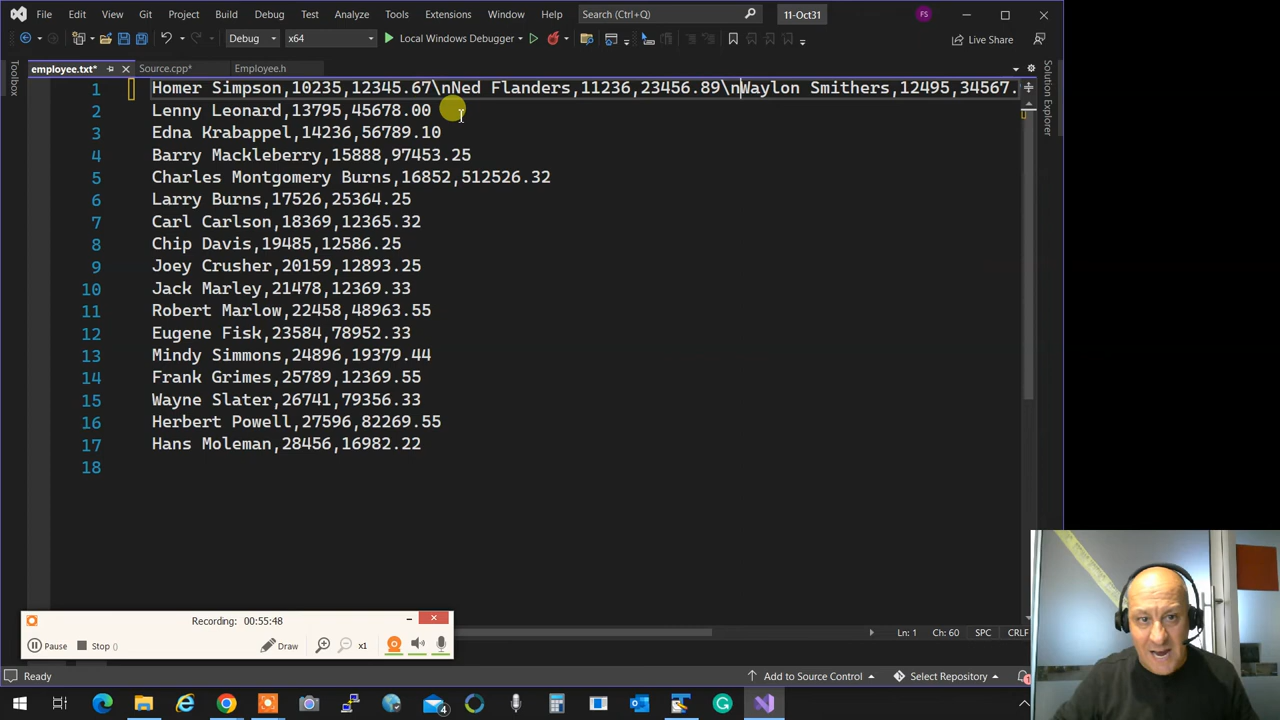 File Edit View Git Project Build Debug Test Analyze Tools Extensions Window Help Search (Ctrl+Q) 11-Oct31 FS
Debug x64 Local Windows Debugger Live Share
employee.txt* Source.cpp* Employee.h
Toolbox
Solution Explorer
1 Homer Simpson,10235,12345.67\nNed Flanders,11236,23456.89\nWaylon Smithers,12495,34567.
2 Lenny Leonard,13795,45678.00
3 Edna Krabappel,14236,56789.10
4 Barry Mackleberry,15888,97453.25
5 Charles Montgomery Burns,16852,512526.32
6 Larry Burns,17526,25364.25
7 Carl Carlson,18369,12365.32
8 Chip Davis,19485,12586.25
9 Joey Crusher,20159,12893.25
10 Jack Marley,21478,12369.33
11 Robert Marlow,22458,48963.55
12 Eugene Fisk,23584,78952.33
13 Mindy Simmons,24896,19379.44
14 Frank Grimes,25789,12369.55
15 Wayne Slater,26741,79356.33
16 Herbert Powell,27596,82269.55
17 Hans Moleman,28456,16982.22
18
Recording: 00:55:48
Pause Stop () Draw x1
Ln: 1 Ch: 60 SPC CRLF
Ready Add to Source Control Select Repository 1
4